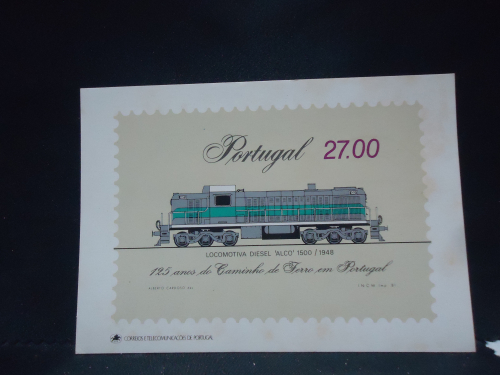 Portugal 27.00
LOCOMOTIVA DIESEL "ALCO" 1500 / 1948
125 anos do Caminho de Ferro em Portugal
CORREIOS E TELECOMUNICAÇÕES DE PORTUGAL